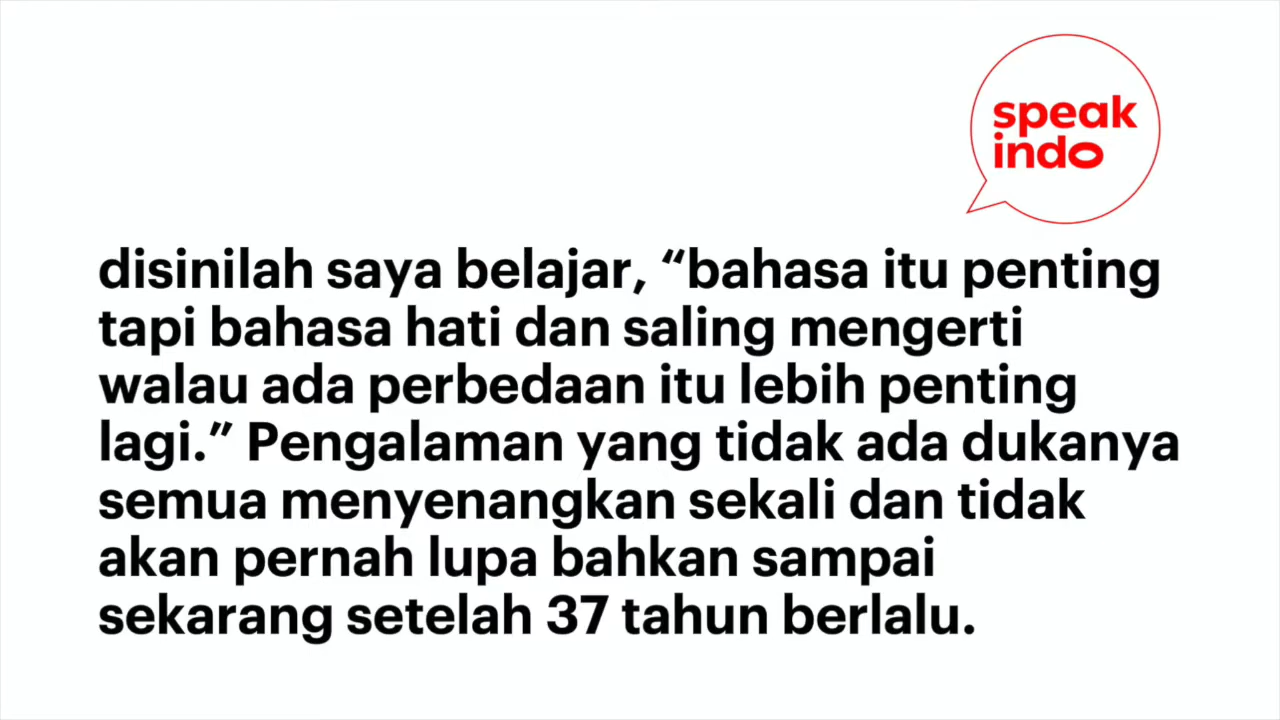 speak
indo
disinilah saya belajar, “bahasa itu penting
tapi bahasa hati dan saling mengerti
walau ada perbedaan itu lebih penting
lagi.” Pengalaman yang tidak ada dukanya
semua menyenangkan sekali dan tidak
akan pernah lupa bahkan sampai
sekarang setelah 37 tahun berlalu.